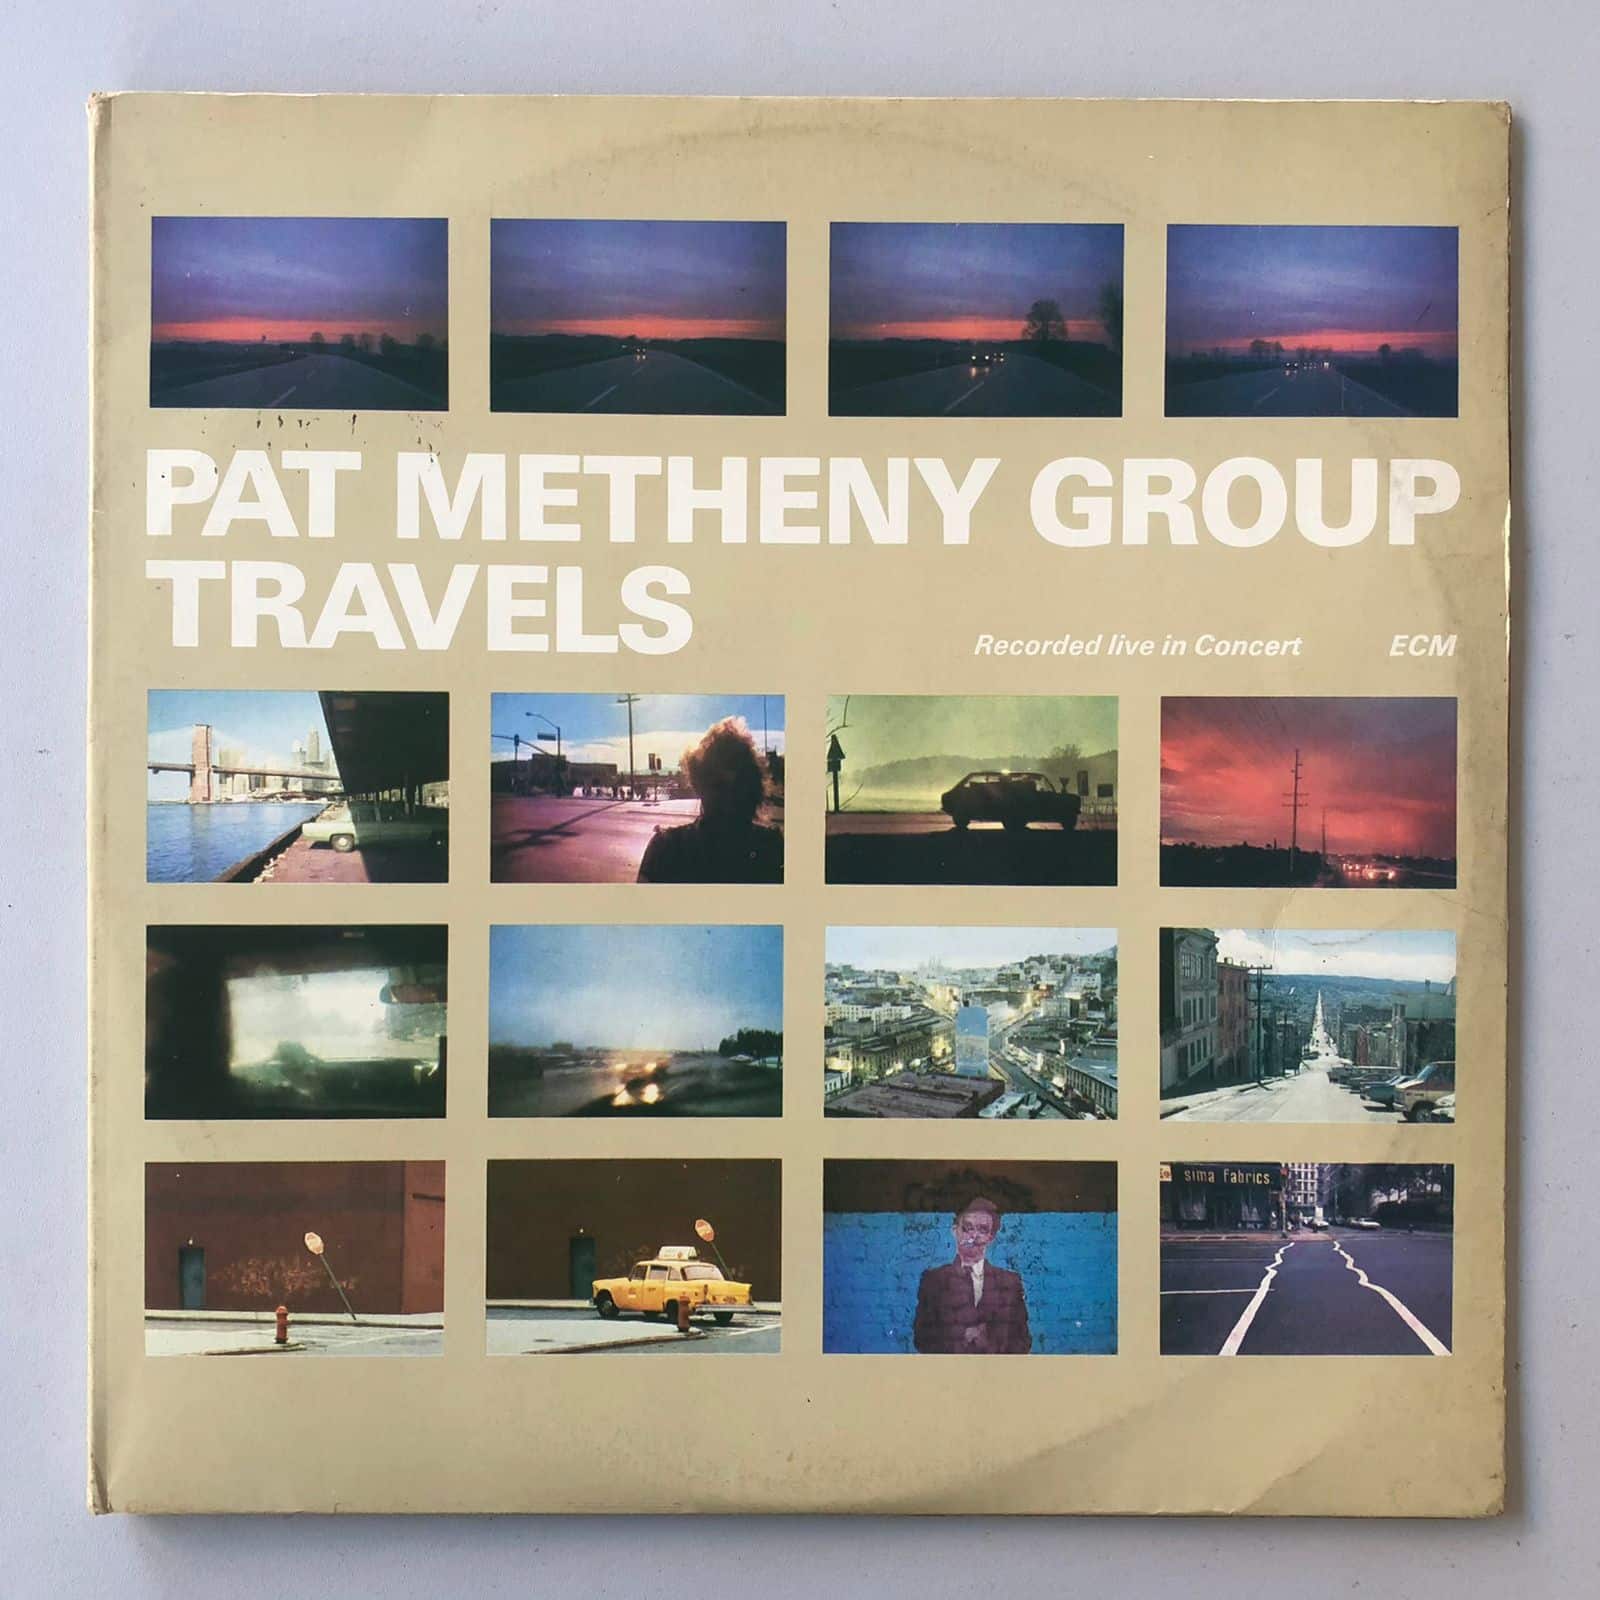 PAT METHENY GROUP
TRAVELS
Recorded live in Concert ECM
sima fabrics